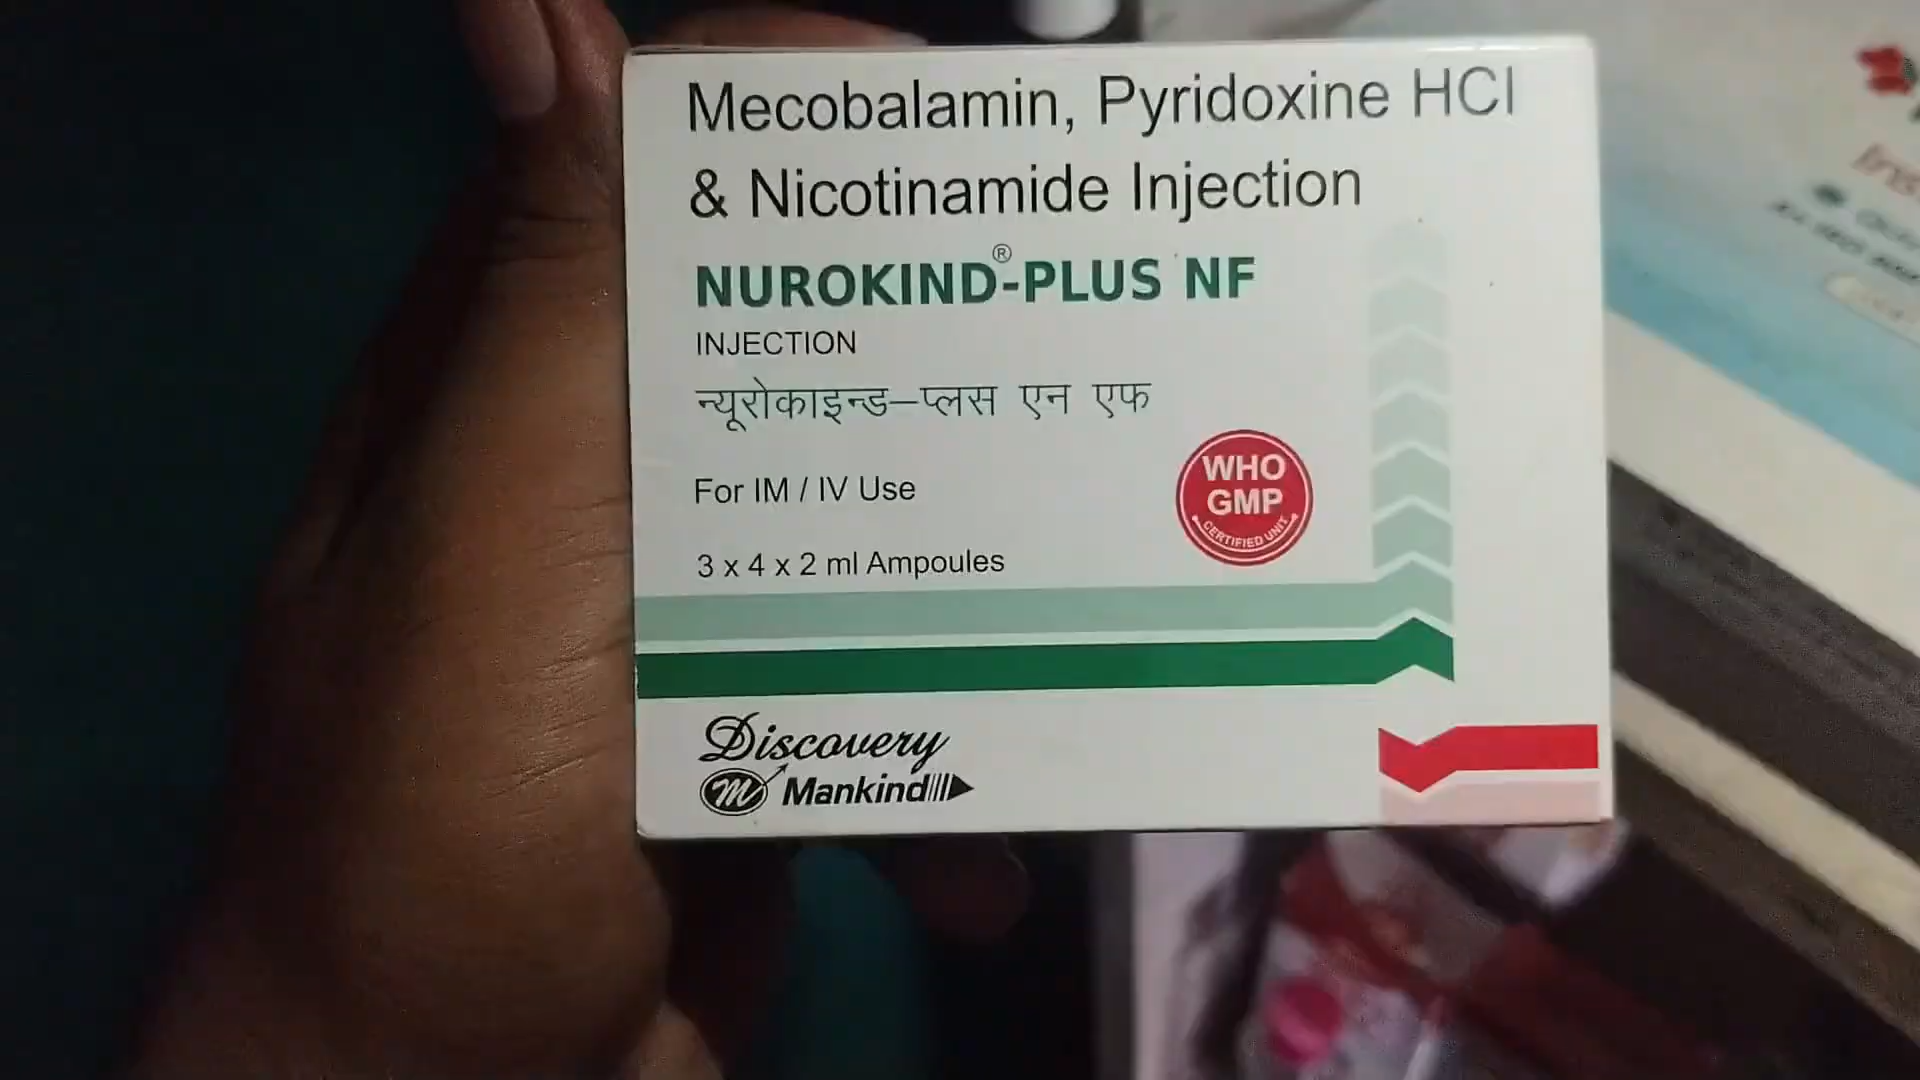 Mecobalamin, Pyridoxine HCl
& Nicotinamide Injection
NUROKIND®-PLUS NF
INJECTION
न्यूरोकाइन्ड–प्लस एन एफ
For IM / IV Use
WHO
GMP
CERTIFIED UNIT
3 x 4 x 2 ml Ampoules
Discovery
m Mankind